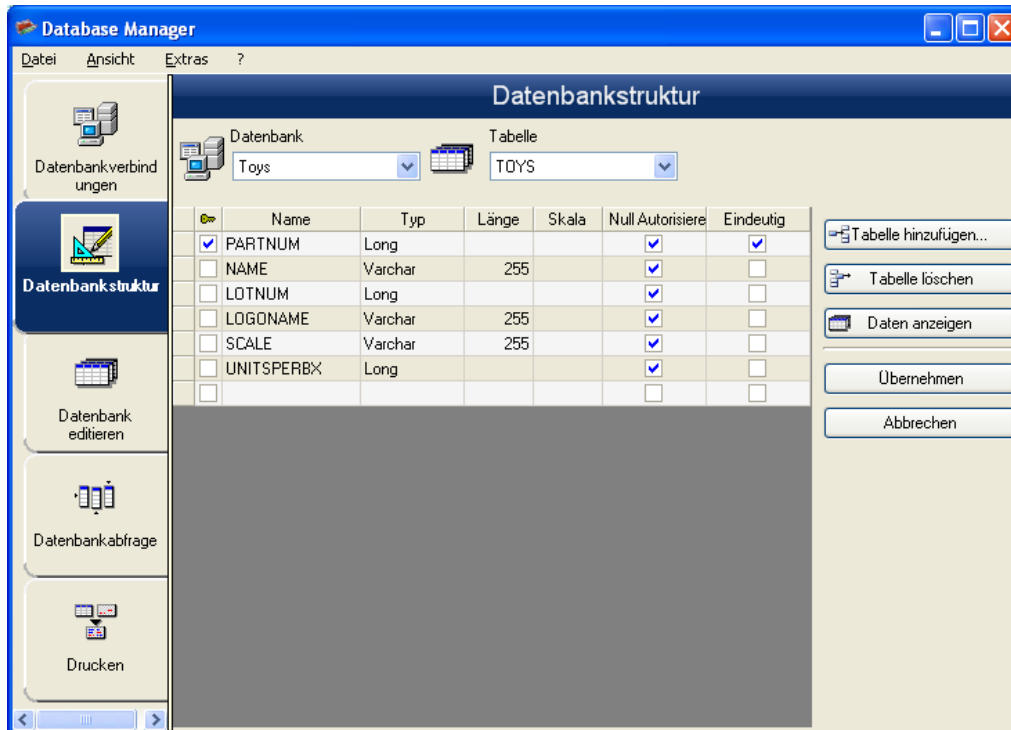 Database Manager
Datei Ansicht Extras ?
Datenbankverbind
ungen
Datenbankstruktur
Datenbank
editieren
Datenbankabfrage
Drucken
Datenbankstruktur
Datenbank Tabelle
Toys TOYS
Name Typ Länge Skala Null Autorisiere Eindeutig
PARTNUM Long
NAME Varchar 255
LOTNUM Long
LOGONAME Varchar 255
SCALE Varchar 255
UNITSPERBX Long
Tabelle hinzufügen...
Tabelle löschen
Daten anzeigen
Übernehmen
Abbrechen